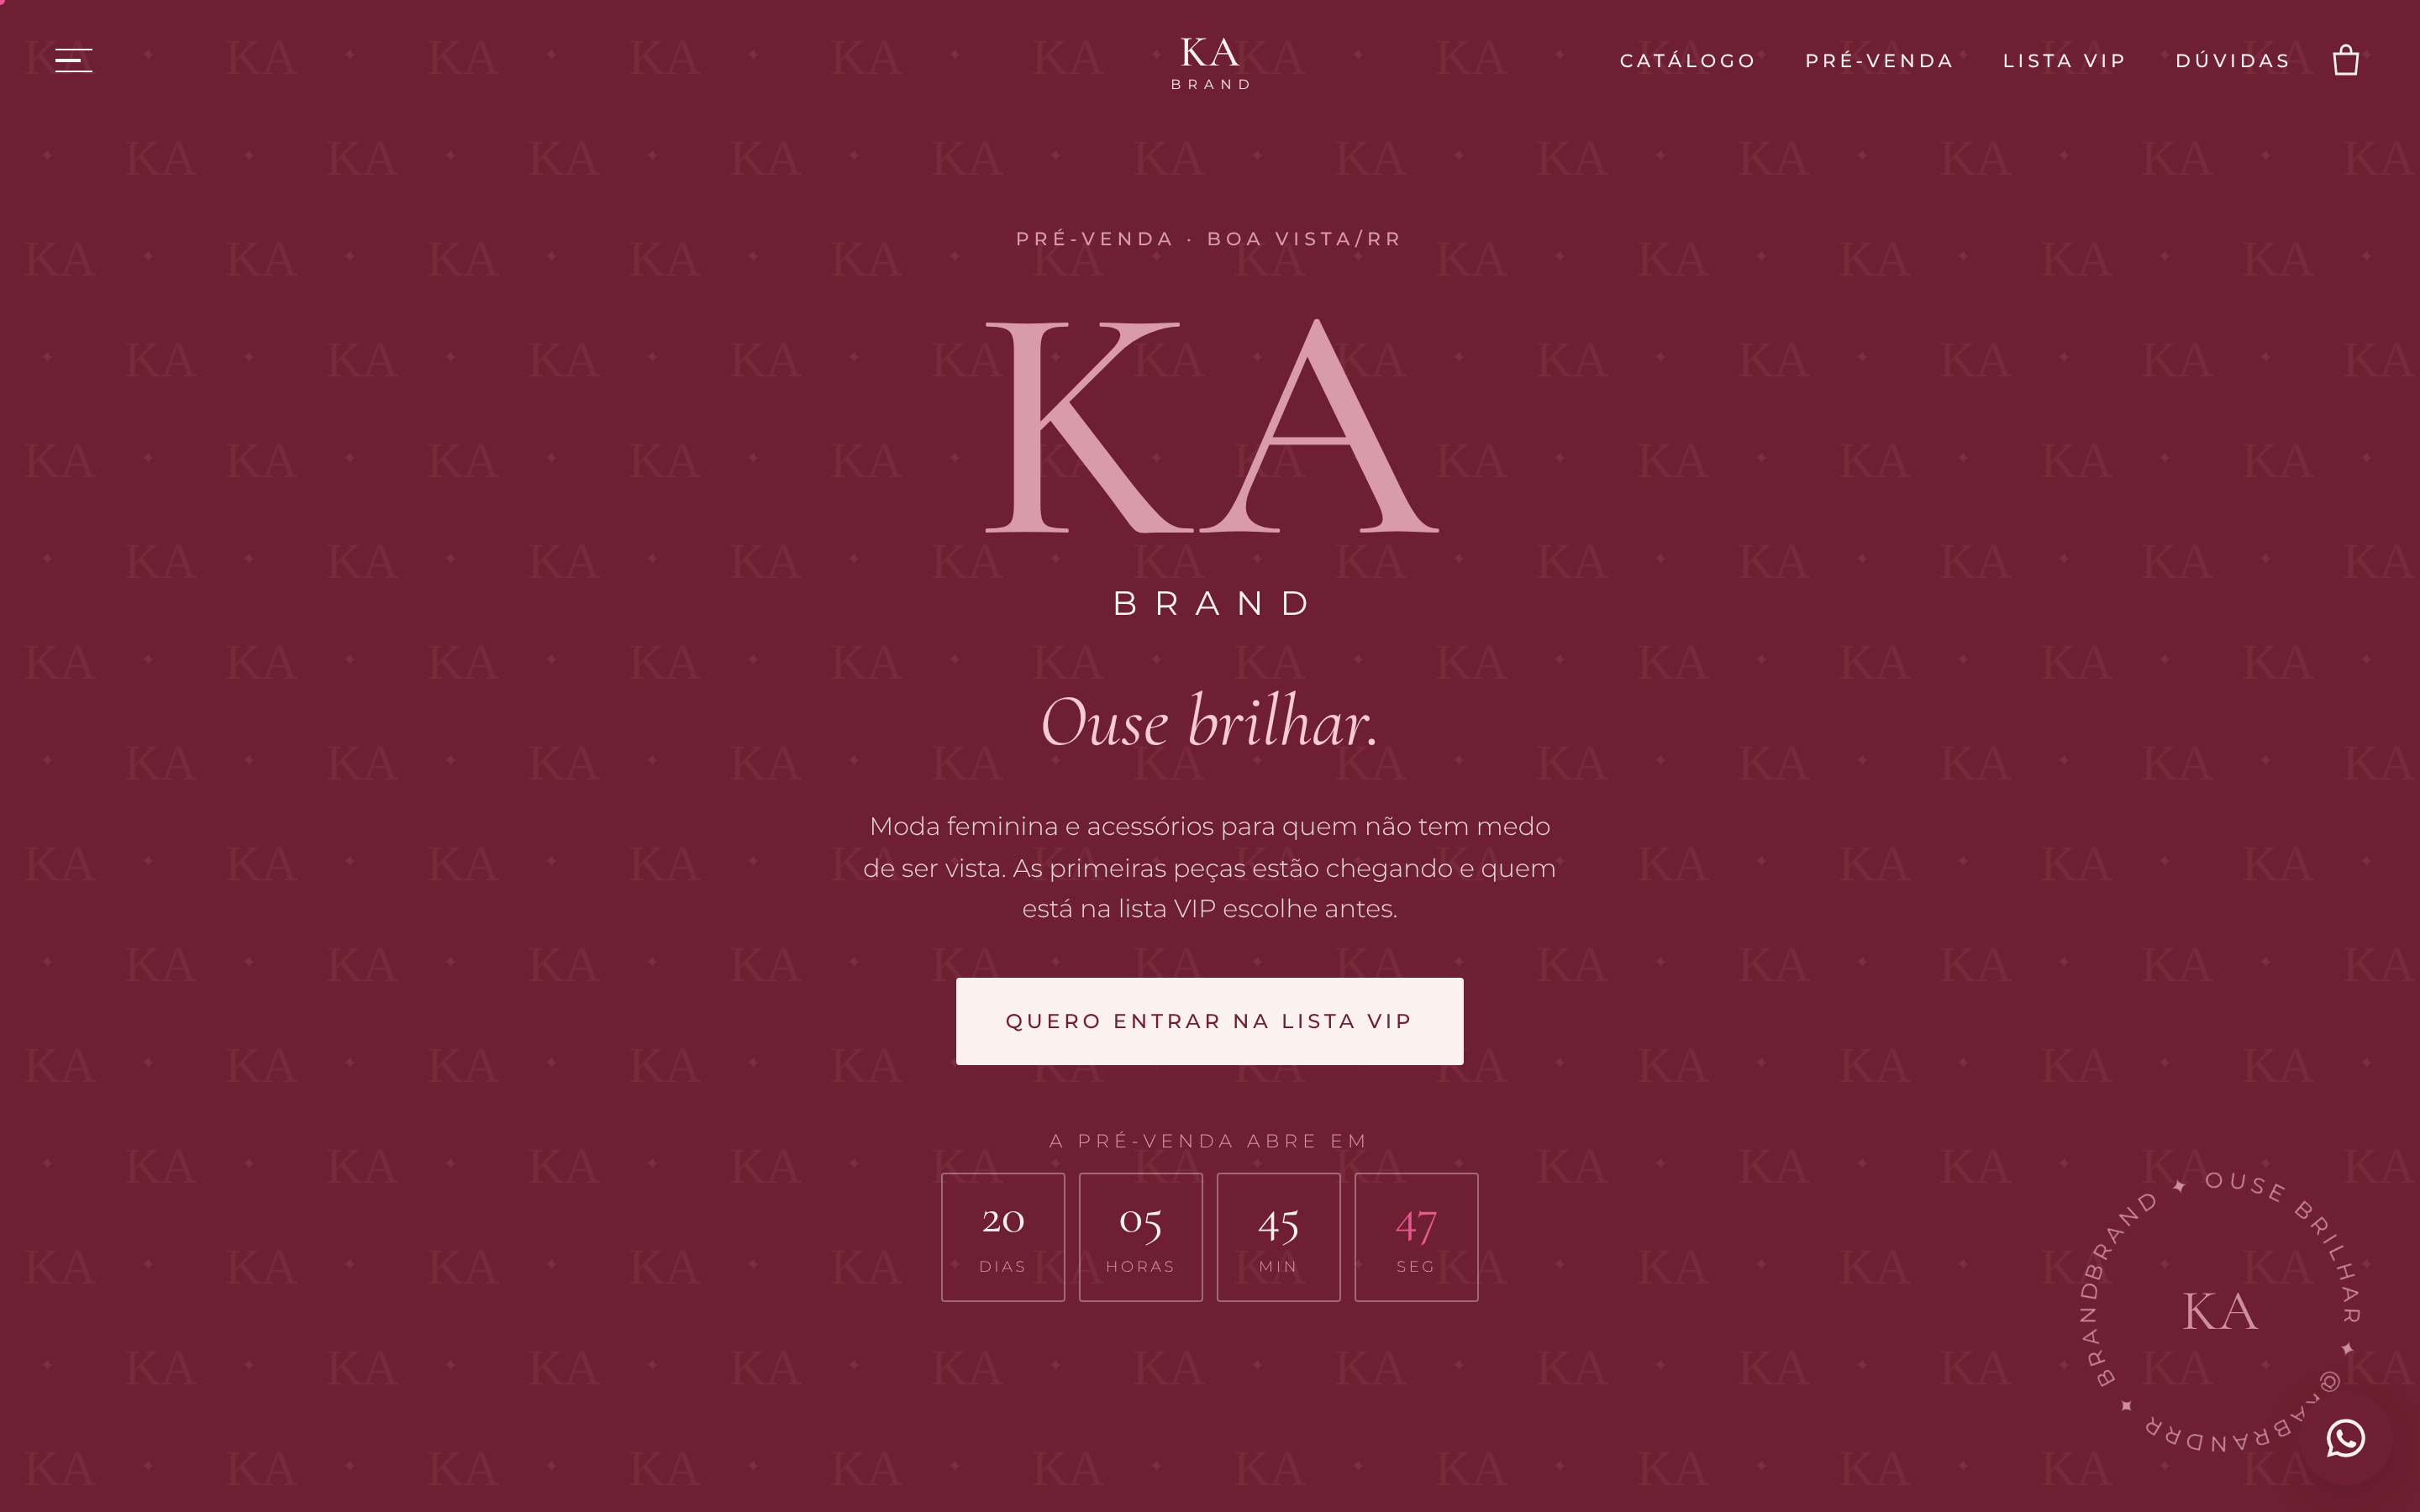 KA
BRAND
CATÁLOGO PRÉ-VENDA LISTA VIP DÚVIDAS
PRÉ-VENDA · BOA VISTA/RR
KA
BRAND
Ouse brilhar.
Moda feminina e acessórios para quem não tem medo
de ser vista. As primeiras peças estão chegando e quem
está na lista VIP escolhe antes.
QUERO ENTRAR NA LISTA VIP
A PRÉ-VENDA ABRE EM
20 05 45 47
DIAS HORAS MIN SEG
OUSE BRILHAR ✦ @KABRANDRR ✦ BRANDBRAND ✦
KA